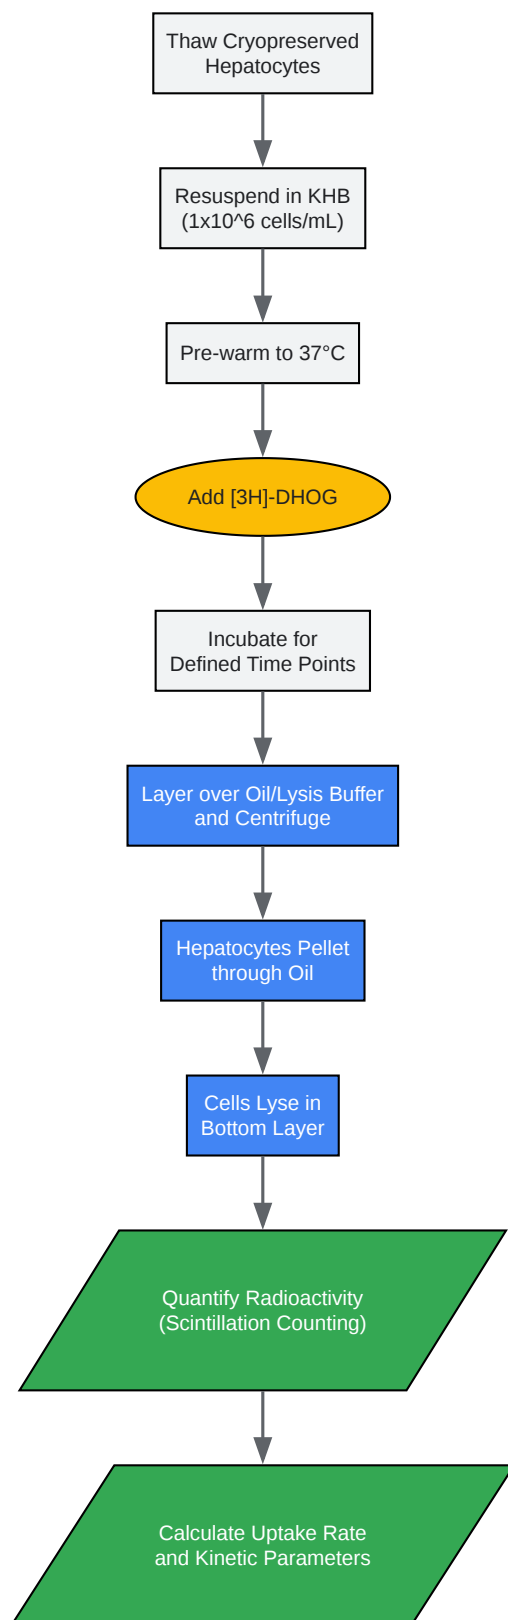 Thaw Cryopreserved
Hepatocytes
Resuspend in KHB
(1x10^6 cells/mL)
Pre-warm to 37°C
Add [3H]-DHOG
Incubate for
Defined Time Points
Layer over Oil/Lysis Buffer
and Centrifuge
Hepatocytes Pellet
through Oil
Cells Lyse in
Bottom Layer
Quantify Radioactivity
(Scintillation Counting)
Calculate Uptake Rate
and Kinetic Parameters